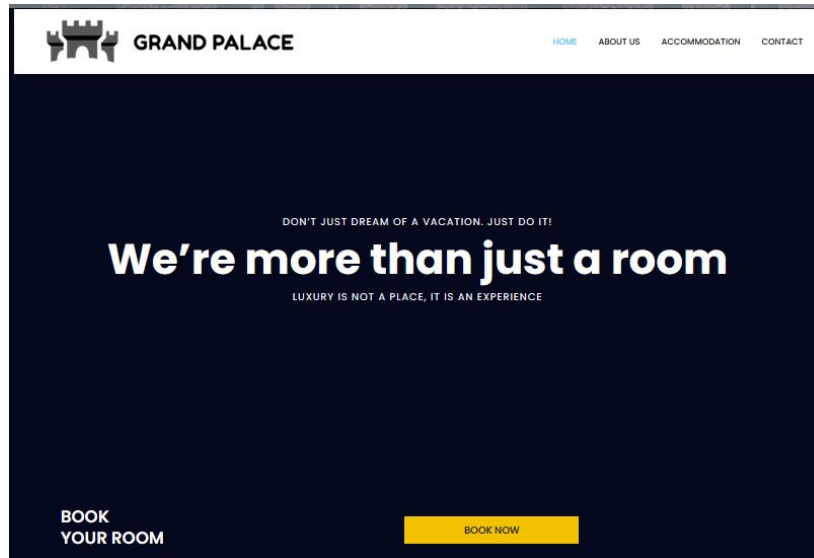 GRAND PALACE
HOME ABOUT US ACCOMMODATION CONTACT
DON'T JUST DREAM OF A VACATION. JUST DO IT!
We're more than just a room
LUXURY IS NOT A PLACE, IT IS AN EXPERIENCE
BOOK
YOUR ROOM
BOOK NOW